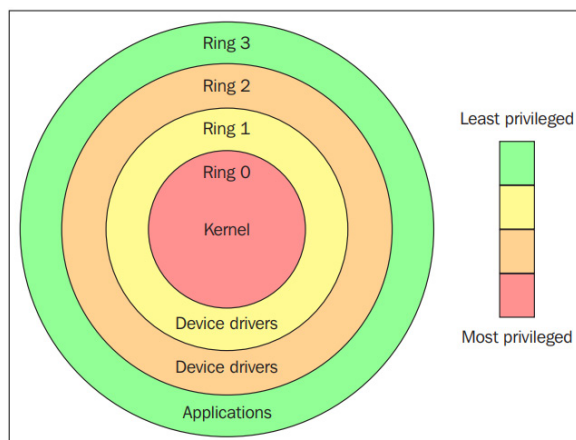 Ring 3
Ring 2
Ring 1
Ring 0
Kernel
Device drivers
Device drivers
Applications
Least privileged
Most privileged